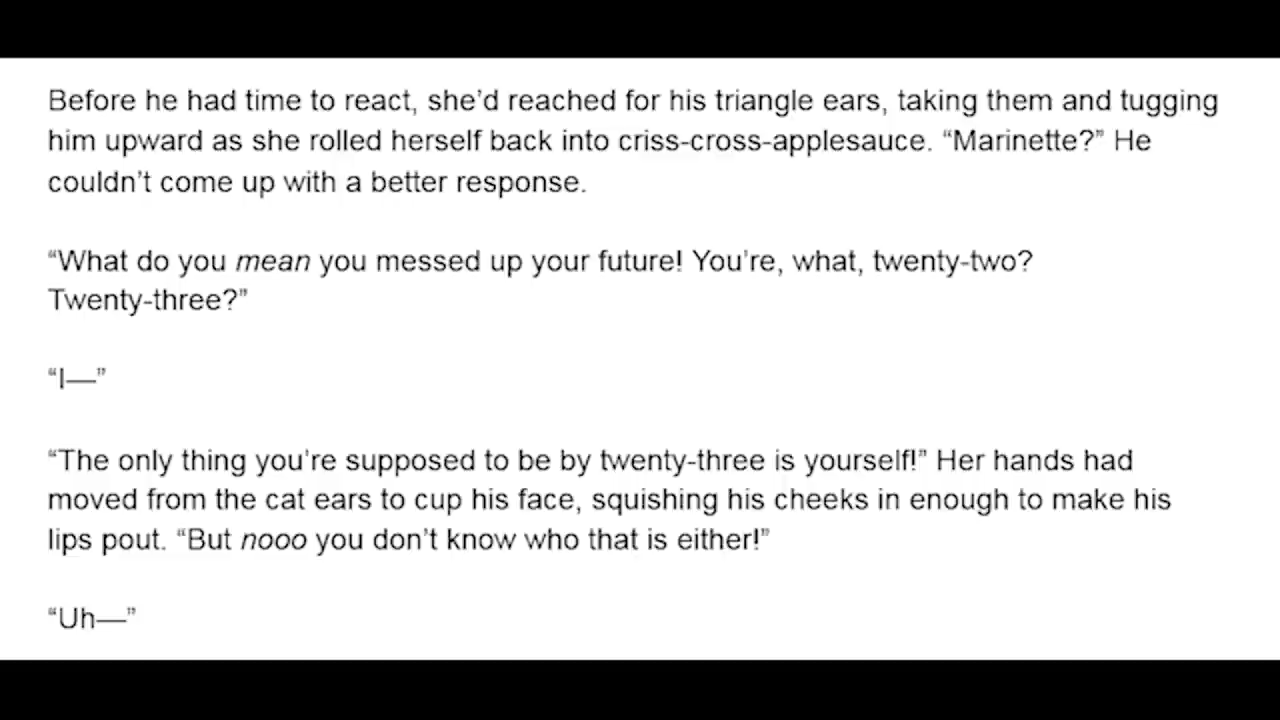 Before he had time to react, she’d reached for his triangle ears, taking them and tugging
him upward as she rolled herself back into criss-cross-applesauce. “Marinette?” He
couldn’t come up with a better response.
“What do you mean you messed up your future! You’re, what, twenty-two?
Twenty-three?”
“I—”
“The only thing you’re supposed to be by twenty-three is yourself!” Her hands had
moved from the cat ears to cup his face, squishing his cheeks in enough to make his
lips pout. “But nooo you don’t know who that is either!”
“Uh—”